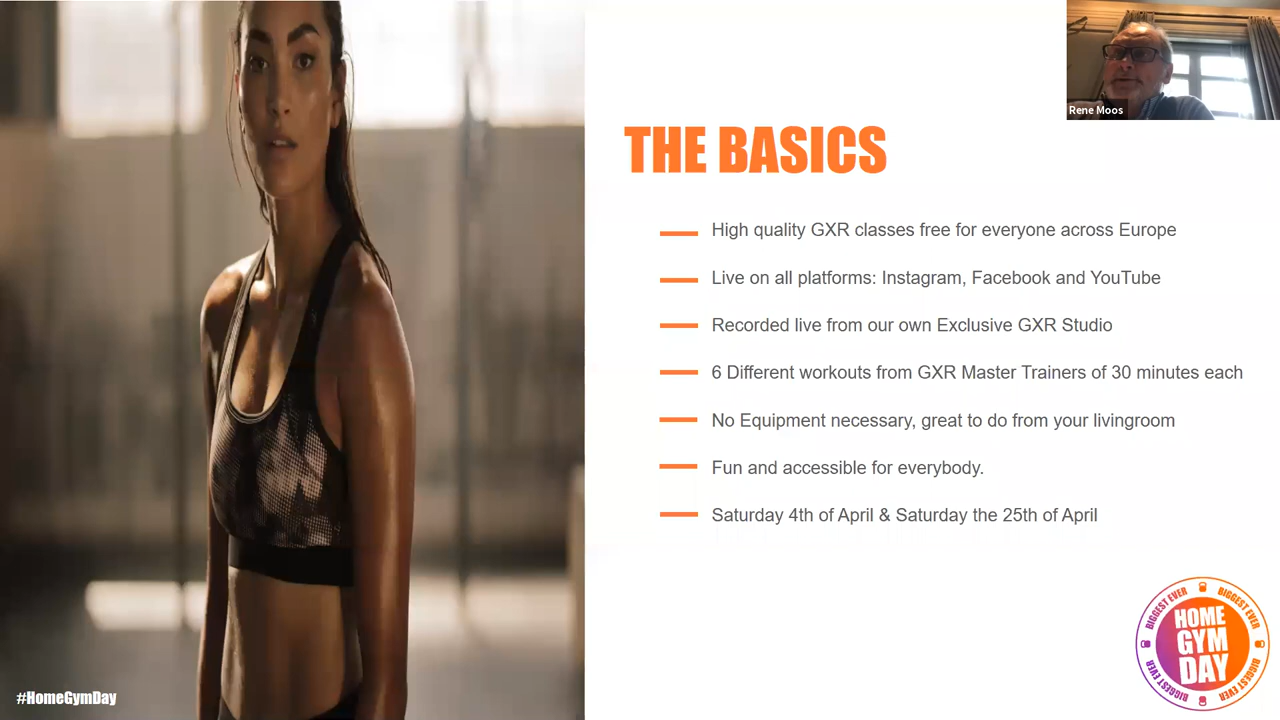 Rene Moos
THE BASICS
High quality GXR classes free for everyone across Europe
Live on all platforms: Instagram, Facebook and YouTube
Recorded live from our own Exclusive GXR Studio
6 Different workouts from GXR Master Trainers of 30 minutes each
No Equipment necessary, great to do from your livingroom
Fun and accessible for everybody.
Saturday 4th of April & Saturday the 25th of April
#HomeGymDay
BIGGEST EVER
BIGGEST EVER
BIGGEST EVER
BIGGEST EVER
HOME
GYM
DAY